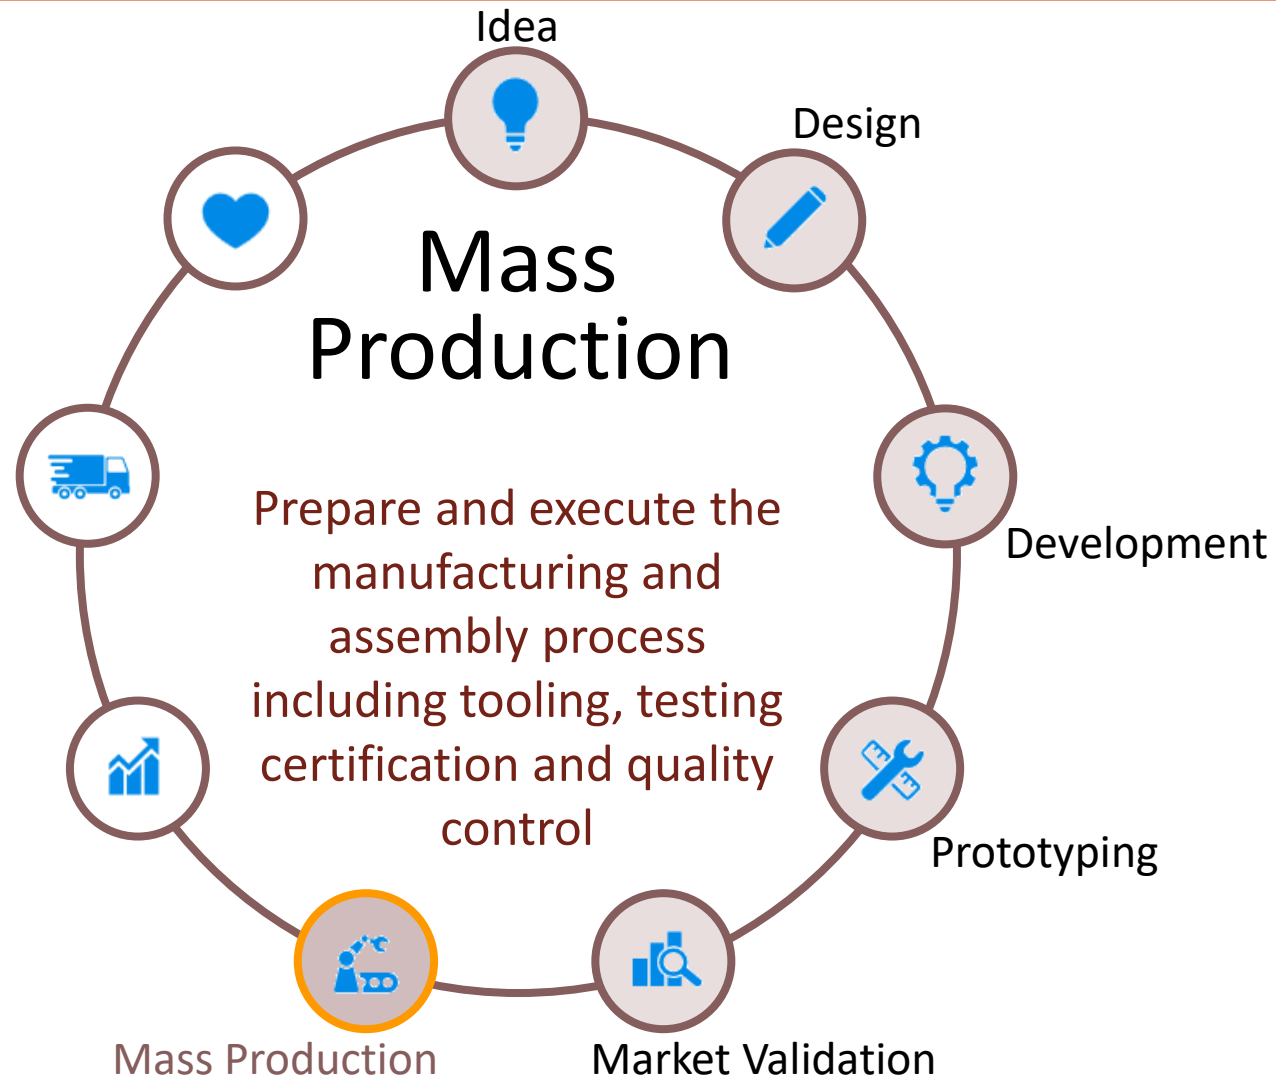 Idea
Design
Mass
Production
Prepare and execute the
manufacturing and
assembly process
including tooling, testing
certification and quality
control
Development
Prototyping
Market Validation
Mass Production